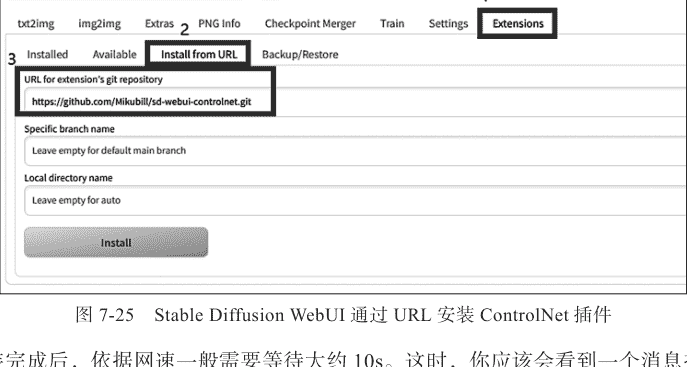 txt2img img2img Extras PNG Info Checkpoint Merger Train Settings Extensions
2
3 Installed Available Install from URL Backup/Restore
URL for extension's git repository
https://github.com/Mikubill/sd-webui-controlnet.git
Specific branch name
Leave empty for default main branch
Local directory name
Leave empty for auto
Install
图 7-25 Stable Diffusion WebUI 通过 URL 安装 ControlNet 插件
完成后，依据网速一般需要等待大约 10s。这时，你应该会看到一个消息